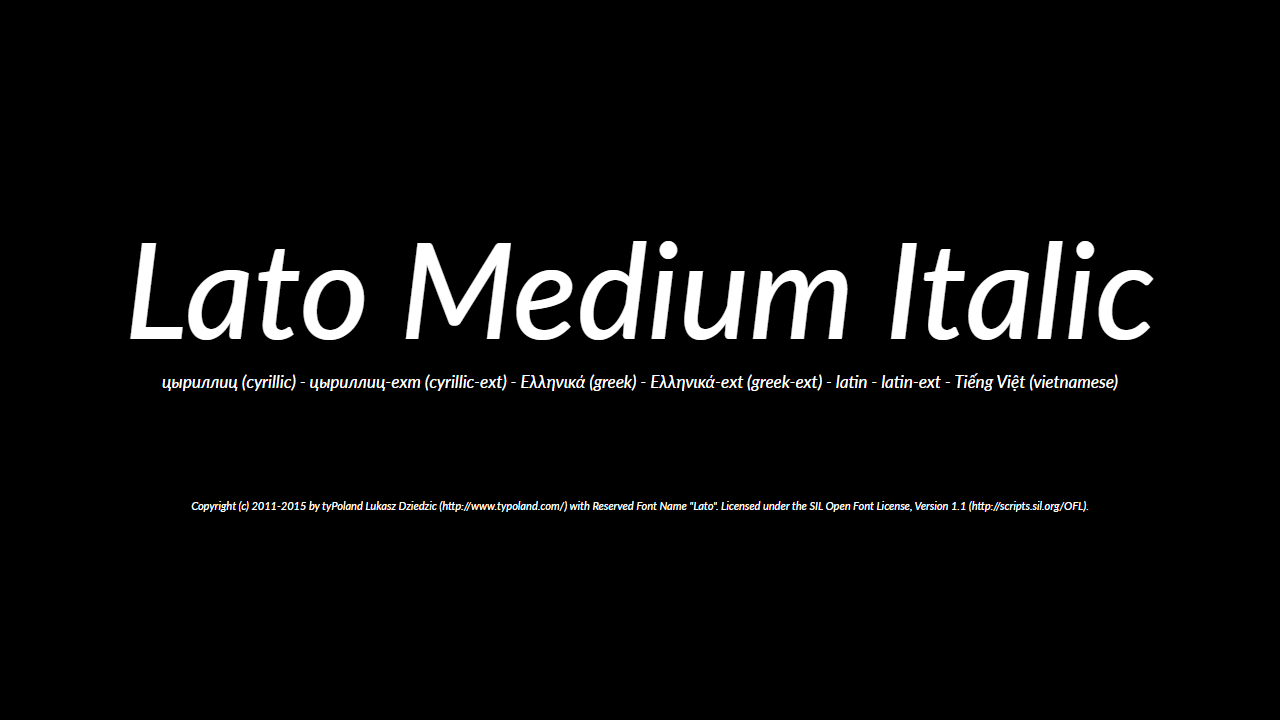 Lato Medium Italic
цыриллиц (cyrillic) - цыриллиц-ext (cyrillic-ext) - Ελληνικά (greek) - Ελληνικά-ext (greek-ext) - latin - latin-ext - Tiếng Việt (vietnamese)
Copyright (c) 2011-2015 by tyPoland Lukasz Dziedzic (http://www.typoland.com/) with Reserved Font Name "Lato". Licensed under the SIL Open Font License, Version 1.1 (http://scripts.sil.org/OFL).